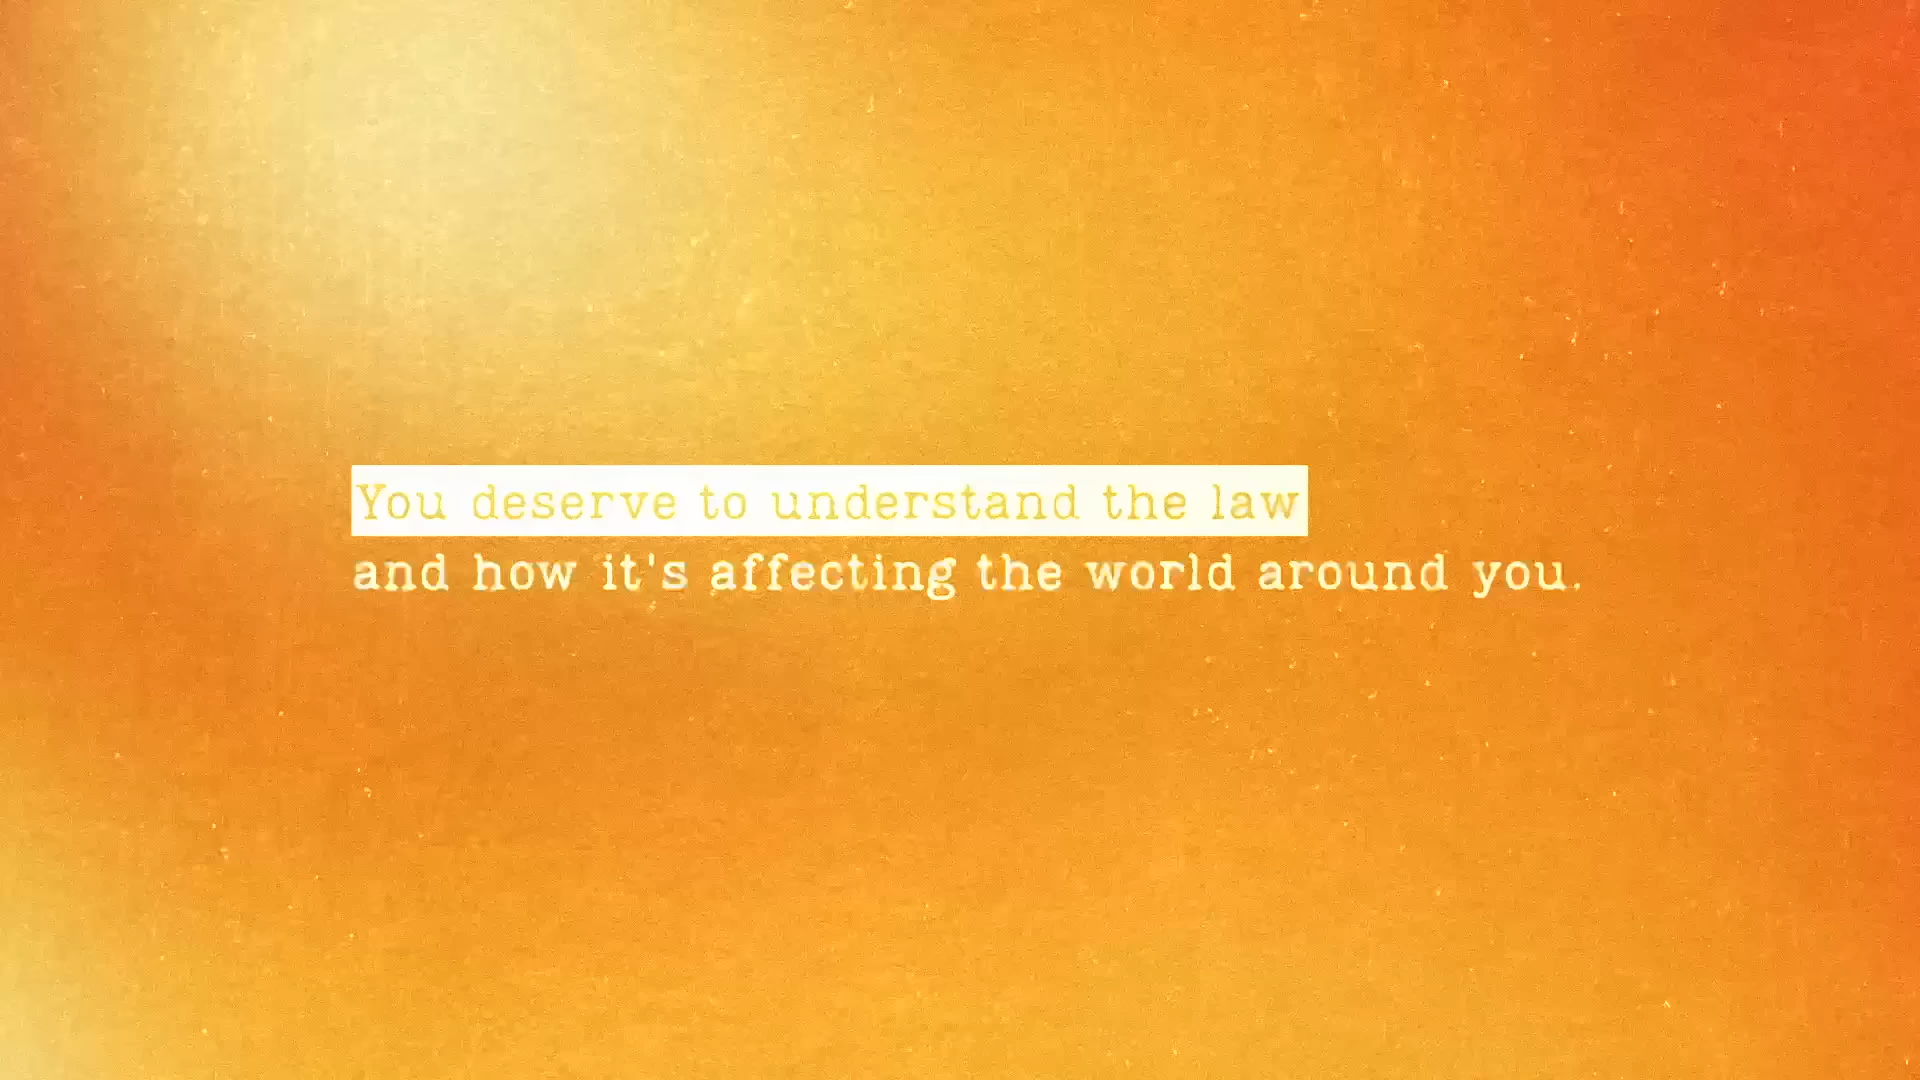 You deserve to understand the law
and how it's affecting the world around you.